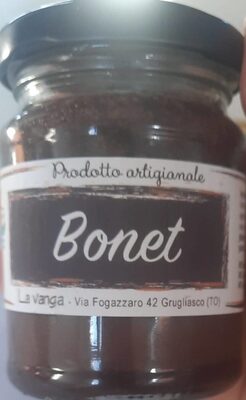 Prodotto artigianale
Bonet
La vanga - Via Fogazzaro 42 Grugliasco (TO)